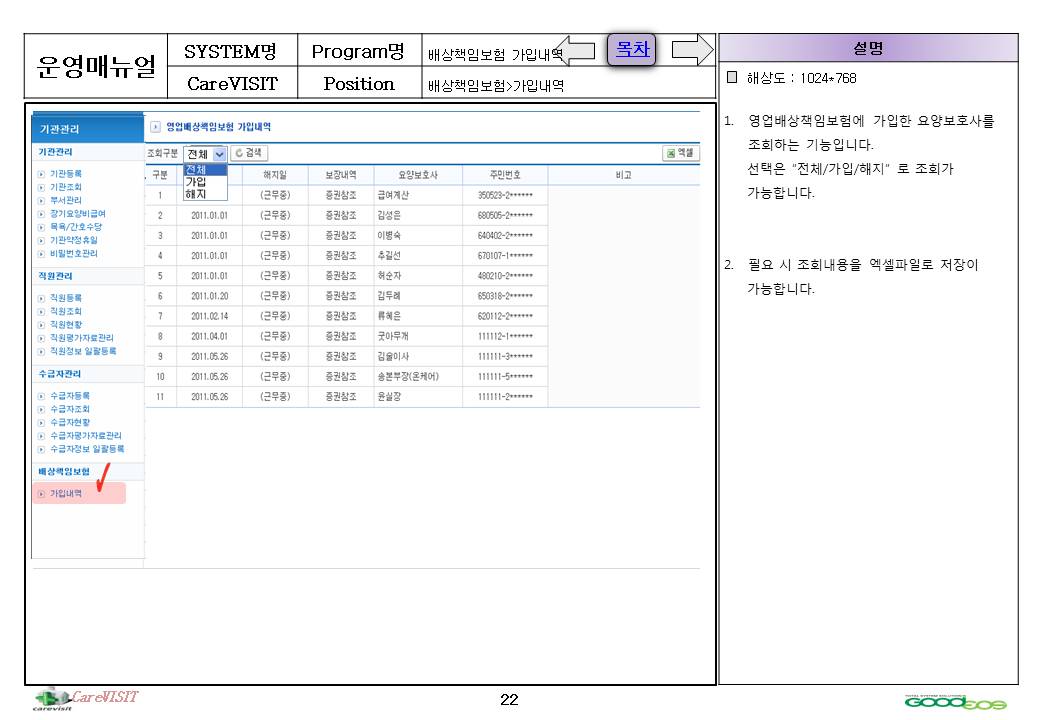 운영매뉴얼
SYSTEM명
Program명
배상책임보험 가입내역
목차
설명
CareVISIT
Position
배상책임보험>가입내역
해상도 : 1024*768
1. 영업배상책임보험에 가입한 요양보호사를
조회하는 기능입니다.
선택은 “전체/가입/해지” 로 조회가
가능합니다.
2. 필요 시 조회내용을 엑셀파일로 저장이
가능합니다.
기관관리
기관관리
기관등록
기관조회
부서관리
장기요양비급여
목욕/간호수당
기관약정휴일
비밀번호관리
직원관리
직원등록
직원조회
직원현황
직원평가자료관리
직원정보 일괄등록
수급자관리
수급자등록
수급자조회
수급자현황
수급자평가자료관리
수급자정보 일괄등록
배상책임보험
가입내역
영업배상책임보험 가입내역
조회구분 전체 검색 엑셀
전체
가입
해지
구분 해지일 보장내역 요양보호사 주민번호 비고
1 (근무중) 증권참조 급여계산 350523-2******
2 2011.01.01 (근무중) 증권참조 김성은 680505-2******
3 2011.01.01 (근무중) 증권참조 이병숙 640402-2******
4 2011.01.01 (근무중) 증권참조 추길선 670107-1******
5 2011.01.01 (근무중) 증권참조 허순자 480210-2******
6 2011.01.20 (근무중) 증권참조 김두례 650318-2******
7 2011.02.14 (근무중) 증권참조 류혜은 620112-2******
8 2011.04.01 (근무중) 증권참조 굿아무개 111112-1******
9 2011.05.26 (근무중) 증권참조 김술이사 111111-3******
10 2011.05.26 (근무중) 증권참조 송본부장(온케어) 111111-5******
11 2011.05.26 (근무중) 증권참조 윤실장 111111-2******
carevisit
CareVISIT
22
TOTAL SYSTEM SOLUTIONS
GOODEOS